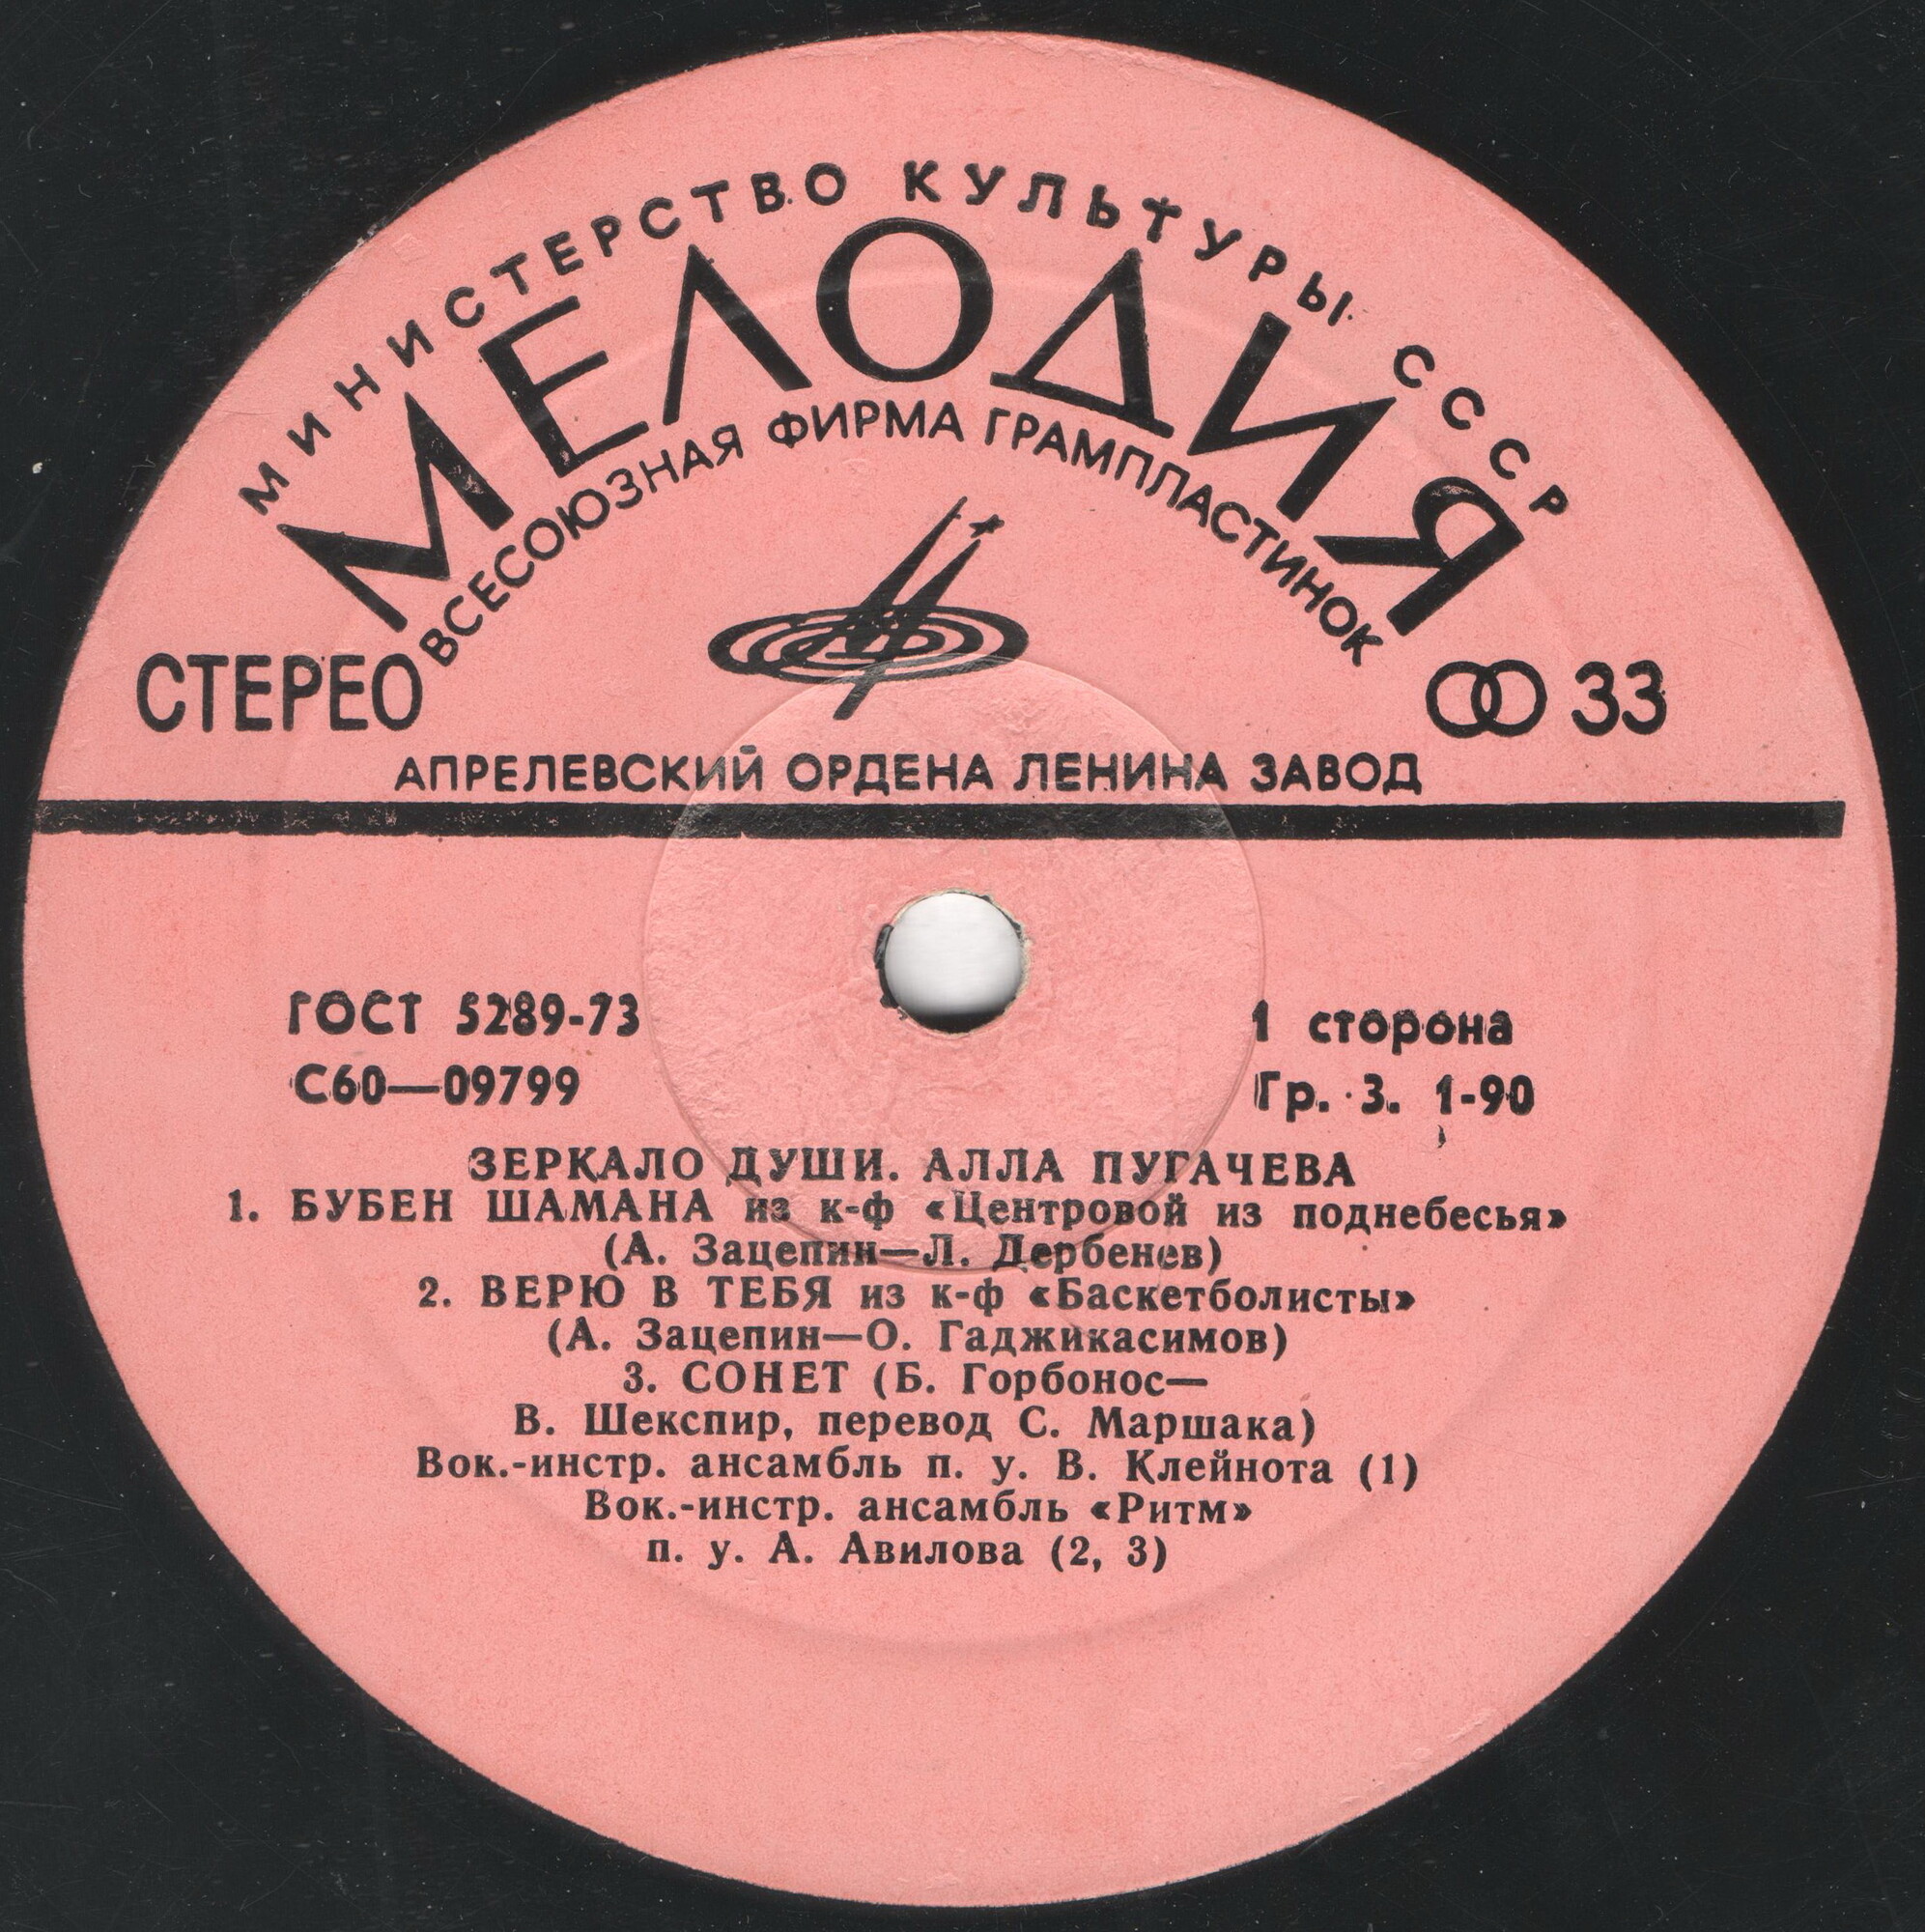 МИНИСТЕРСТВО КУЛЬТУРЫ СССР
МЕЛОДИЯ
ВСЕСОЮЗНАЯ ФИРМА ГРАМПЛАСТИНОК
СТЕРЕО
33
АПРЕЛЕВСКИЙ ОРДЕНА ЛЕНИНА ЗАВОД
ГОСТ 5289-73
1 сторона
С60—09799
Гр. 3. 1-90
ЗЕРКАЛО ДУШИ. АЛЛА ПУГАЧЕВА
1. БУБЕН ШАМАНА из к-ф «Центровой из поднебесья»
(А. Зацепин—Л. Дербенев)
2. ВЕРЮ В ТЕБЯ из к-ф «Баскетболисты»
(А. Зацепин—О. Гаджикасимов)
3. СОНЕТ (Б. Горбонос—
В. Шекспир, перевод С. Маршака)
Вок.-инстр. ансамбль п. у. В. Клейнота (1)
Вок.-инстр. ансамбль «Ритм»
п. у. А. Авилова (2, 3)